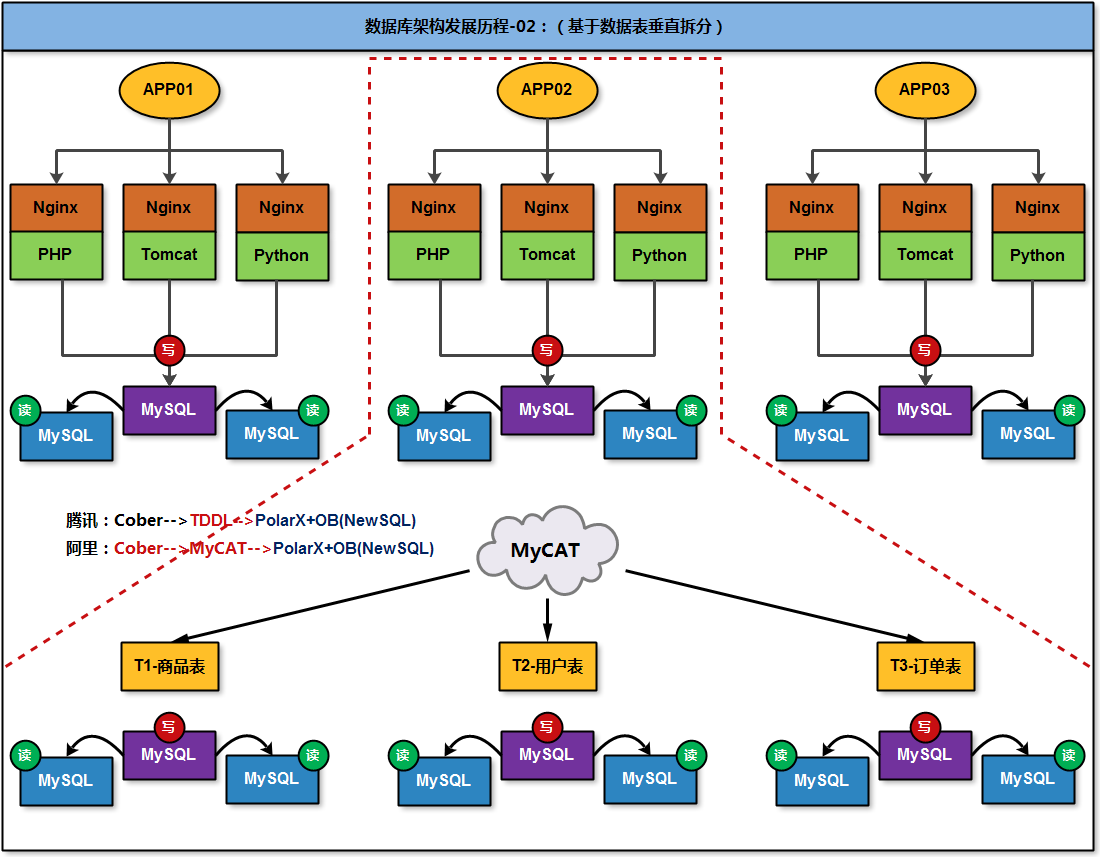 数据库架构发展历程-02：（基于数据表垂直拆分）
APP01 APP02 APP03
Nginx Nginx Nginx Nginx Nginx Nginx Nginx Nginx Nginx
PHP Tomcat Python PHP Tomcat Python PHP Tomcat Python
写 写 写
读 MySQL 读 读 MySQL 读 读 MySQL 读
MySQL MySQL MySQL MySQL MySQL MySQL
腾讯：Cober-->TDDL-->PolarX+OB(NewSQL)
阿里：Cober-->MyCAT-->PolarX+OB(NewSQL)
MyCAT
T1-商品表 T2-用户表 T3-订单表
写 写 写
读 MySQL 读 读 MySQL 读 读 MySQL 读
MySQL MySQL MySQL MySQL MySQL MySQL